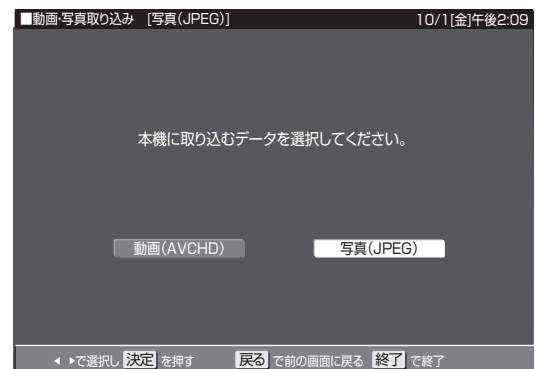 ■動画・写真取り込み [写真(JPEG)] 10/1[金]午後2:09
本機に取り込むデータを選択してください。
動画(AVCHD) 写真(JPEG)
◀ ▶で選択し 決定 を押す 戻る で前の画面に戻る 終了 で終了